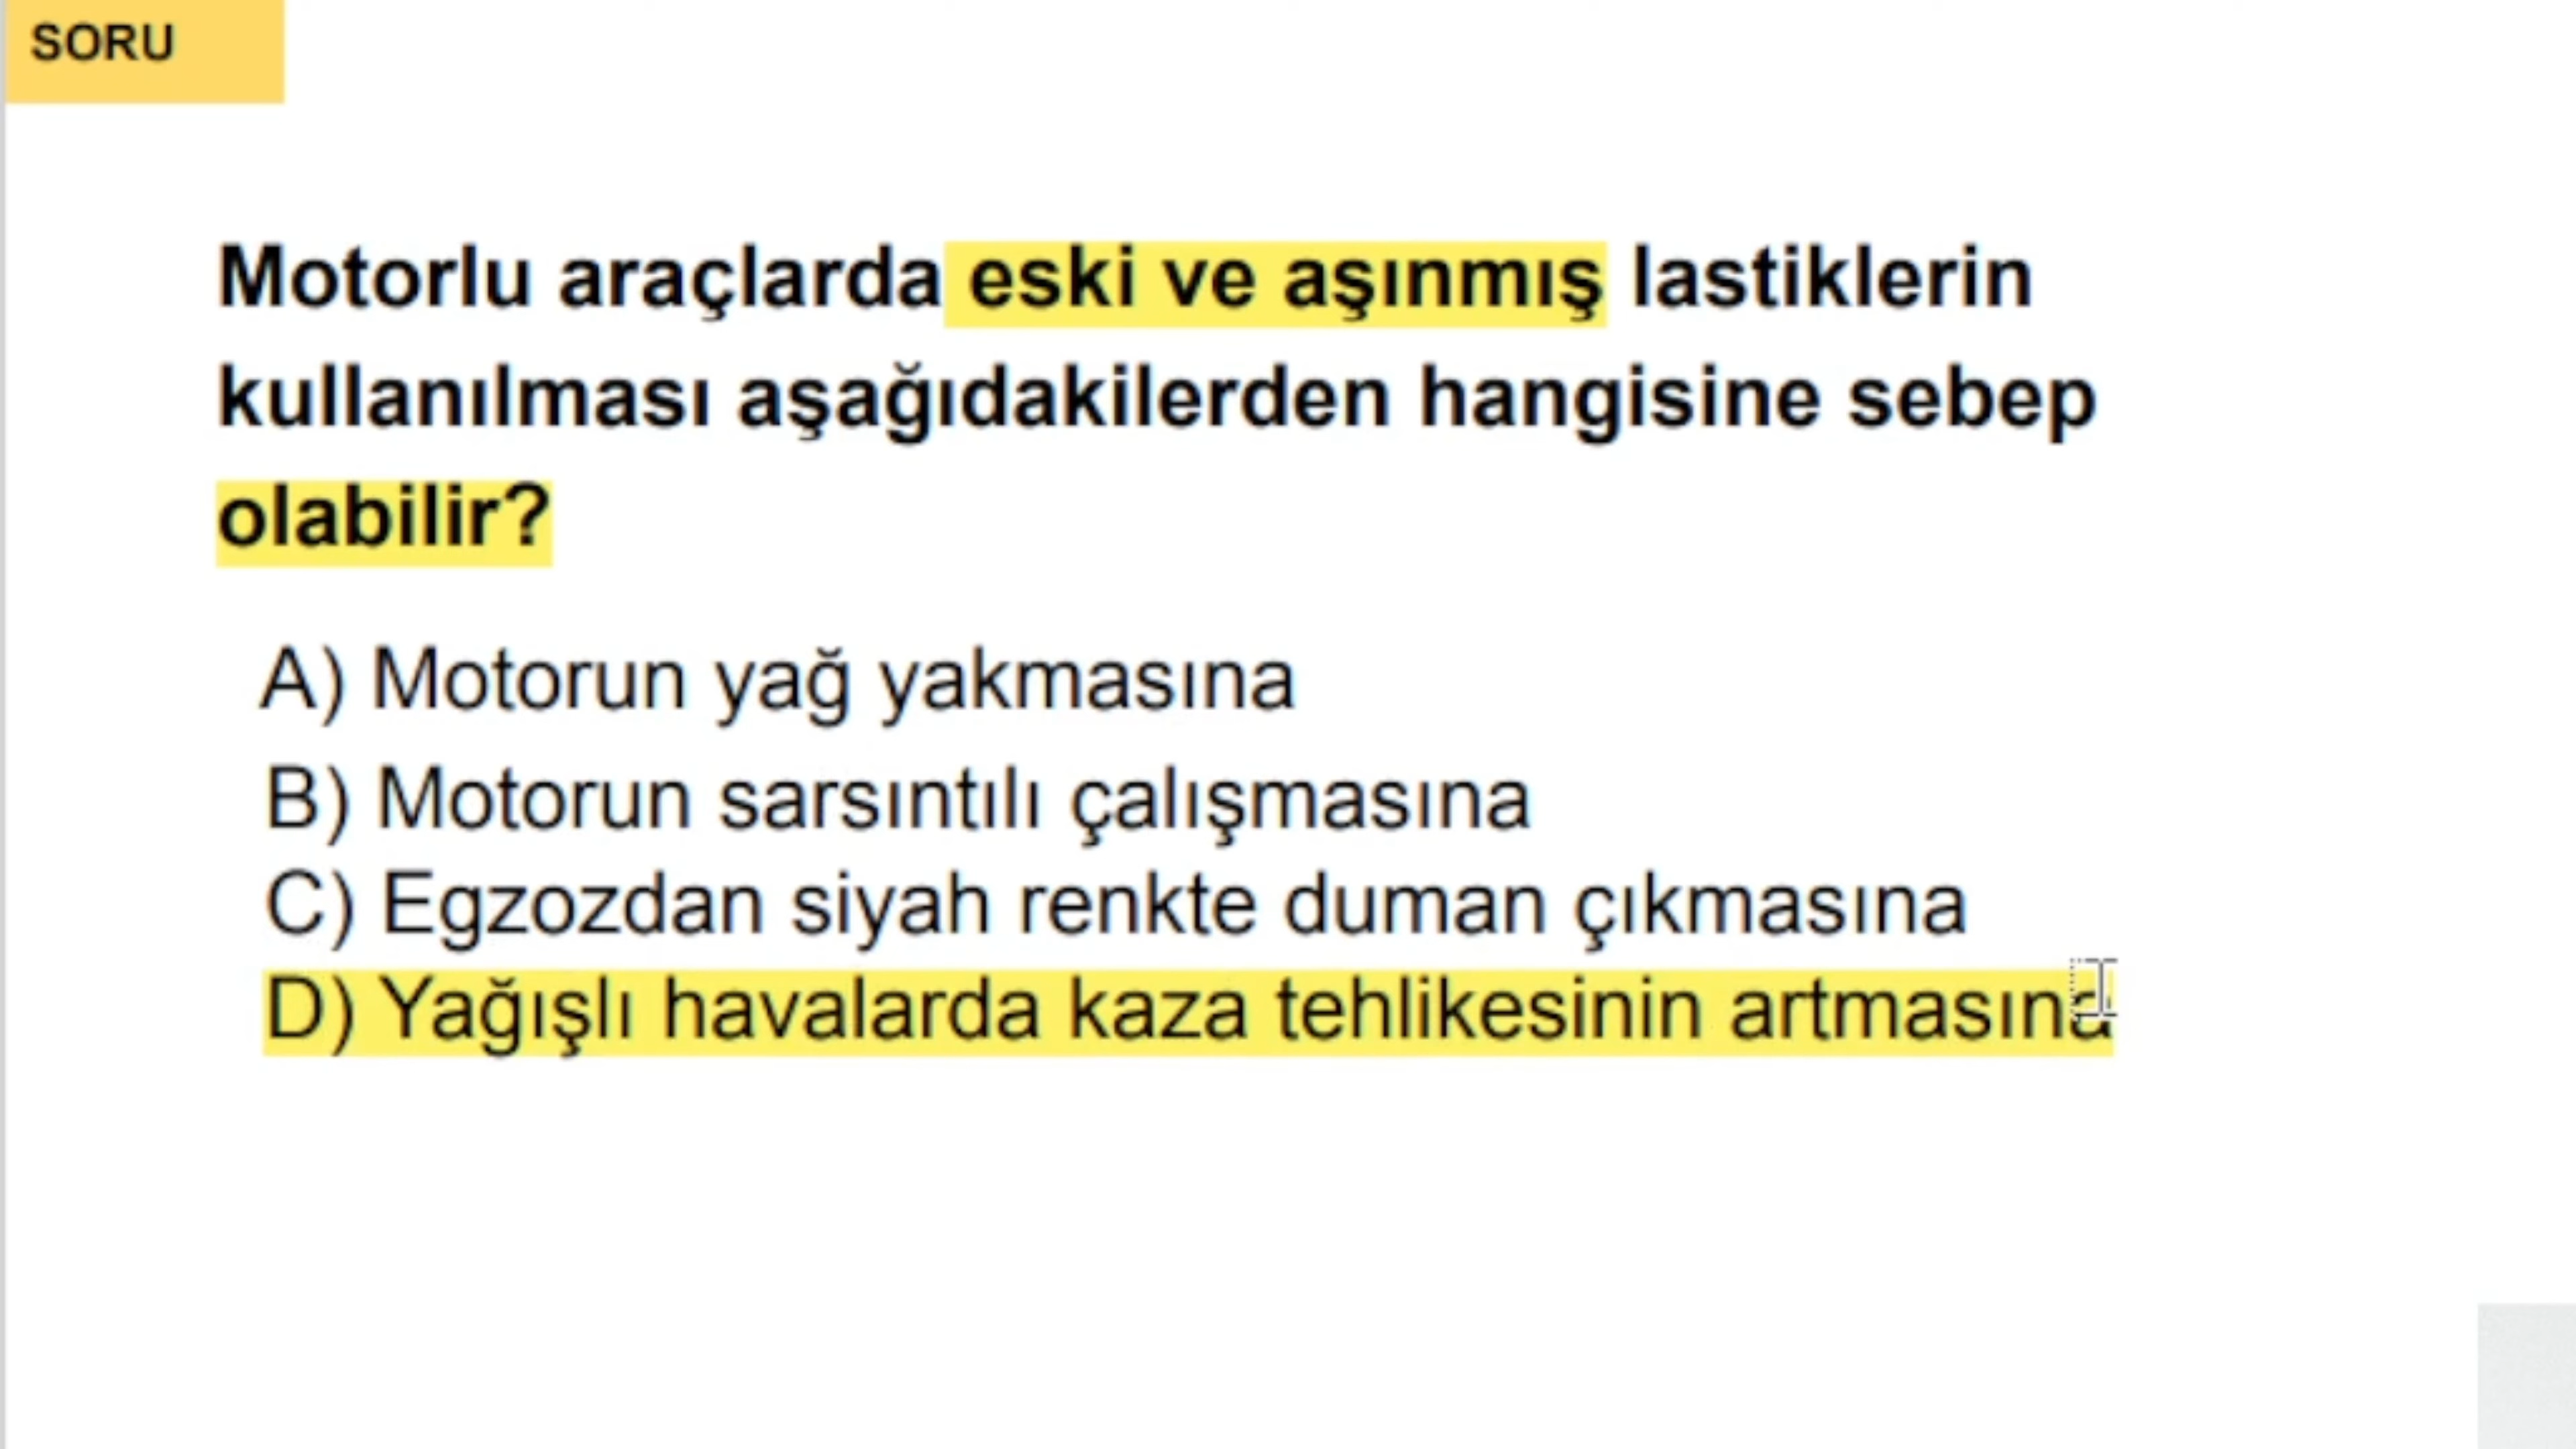 SORU
Motorlu araçlarda eski ve aşınmış lastiklerin
kullanılması aşağıdakilerden hangisine sebep
olabilir?
A) Motorun yağ yakmasına
B) Motorun sarsıntılı çalışmasına
C) Egzozdan siyah renkte duman çıkmasına
D) Yağışlı havalarda kaza tehlikesinin artmasına